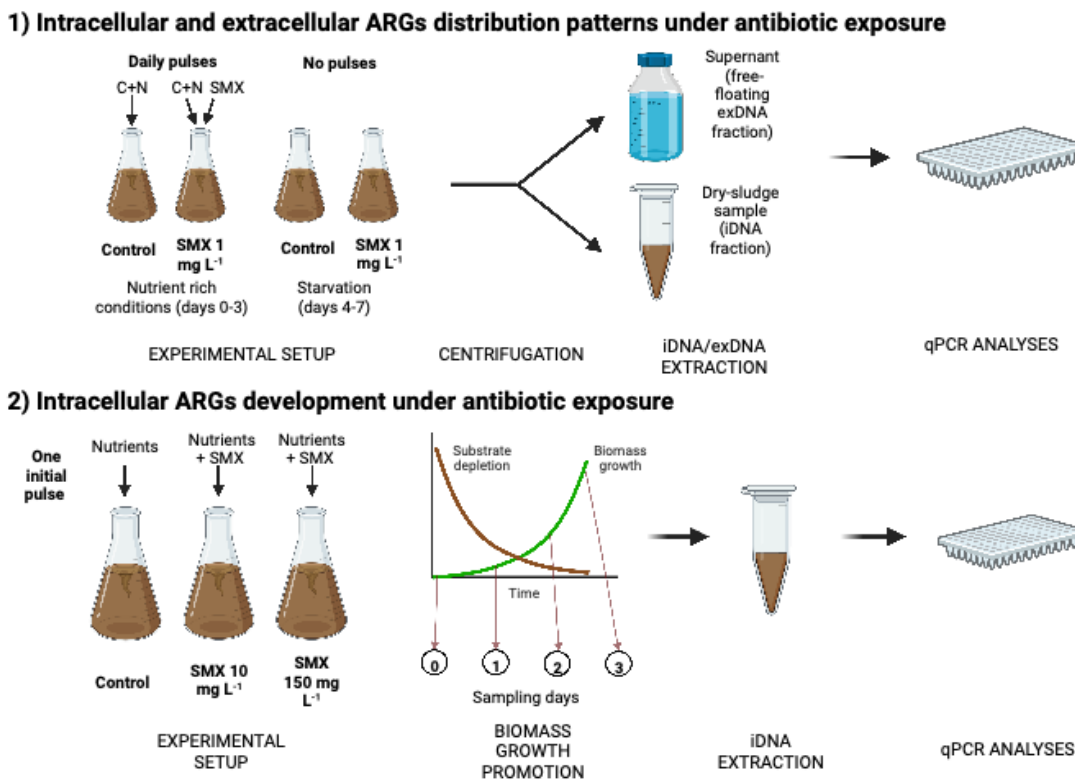 1) Intracellular and extracellular ARGs distribution patterns under antibiotic exposure
Daily pulses
No pulses
C+N
C+N SMX
Control
SMX 1
mg L⁻¹
Control
SMX 1
mg L⁻¹
Nutrient rich
conditions (days 0-3)
Starvation
(days 4-7)
Supernant
(free-
floating
exDNA
fraction)
Dry-sludge
sample
(iDNA
fraction)
EXPERIMENTAL SETUP
CENTRIFUGATION
iDNA/exDNA
EXTRACTION
qPCR ANALYSES
2) Intracellular ARGs development under antibiotic exposure
One
initial
pulse
Nutrients
Nutrients
+ SMX
Nutrients
+ SMX
Control
SMX 10
mg L⁻¹
SMX
150 mg
L⁻¹
Substrate
depletion
Biomass
growth
Time
0
1
2
3
Sampling days
EXPERIMENTAL
SETUP
BIOMASS
GROWTH
PROMOTION
iDNA
EXTRACTION
qPCR ANALYSES